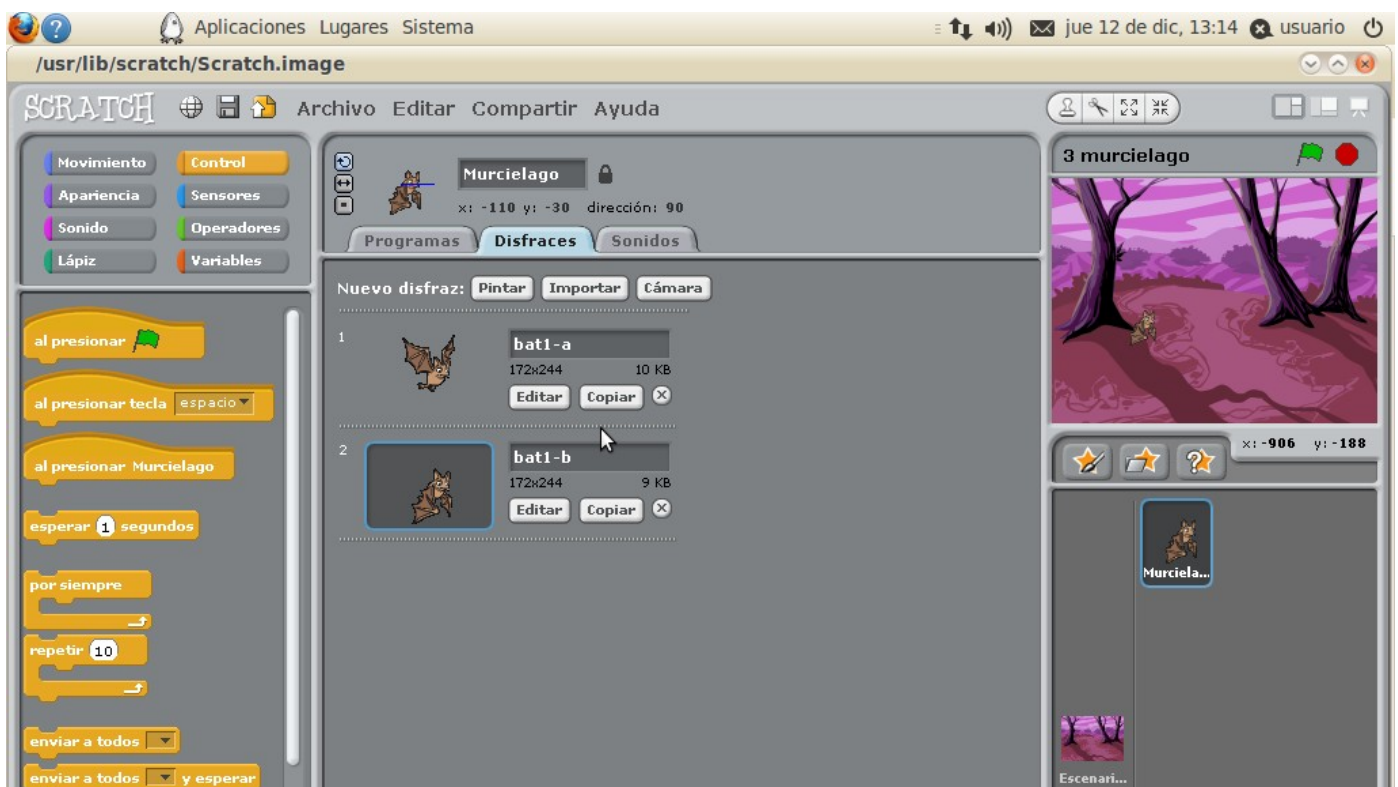 Aplicaciones Lugares Sistema
jue 12 de dic, 13:14 usuario
/usr/lib/scratch/Scratch.image
SCRATCH Archivo Editar Compartir Ayuda
Movimiento Control
Apariencia Sensores
Sonido Operadores
Lápiz Variables
al presionar
al presionar tecla espacio
al presionar Murcielago
esperar 1 segundos
por siempre
repetir 10
enviar a todos
enviar a todos y esperar
Murcielago
x: -110 y: -30 dirección: 90
Programas Disfraces Sonidos
Nuevo disfraz: Pintar Importar Cámara
1
bat1-a
172x244 10 KB
Editar Copiar
2
bat1-b
172x244 9 KB
Editar Copiar
3 murcielago
x: -906 y: -188
Murciela...
Escenari...